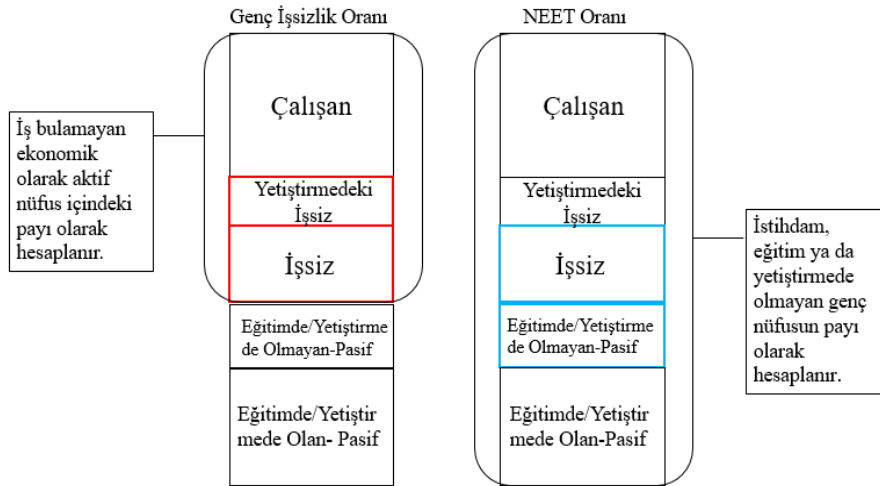 Genç İşsizlik Oranı
Çalışan
Yetiştirmedeki
İşsiz
İşsiz
Eğitimde/Yetiştirme
de Olmayan-Pasif
Eğitimde/Yetiştir
mede Olan- Pasif
İş bulamayan
ekonomik
olarak aktif
nüfus içindeki
payı olarak
hesaplanır.
NEET Oranı
Çalışan
Yetiştirmedeki
İşsiz
İşsiz
Eğitimde/Yetiştirme
de Olmayan-Pasif
Eğitimde/Yetiştir
mede Olan-Pasif
İstihdam,
eğitim ya da
yetiştirmede
olmayan genç
nüfusun payı
olarak
hesaplanır.